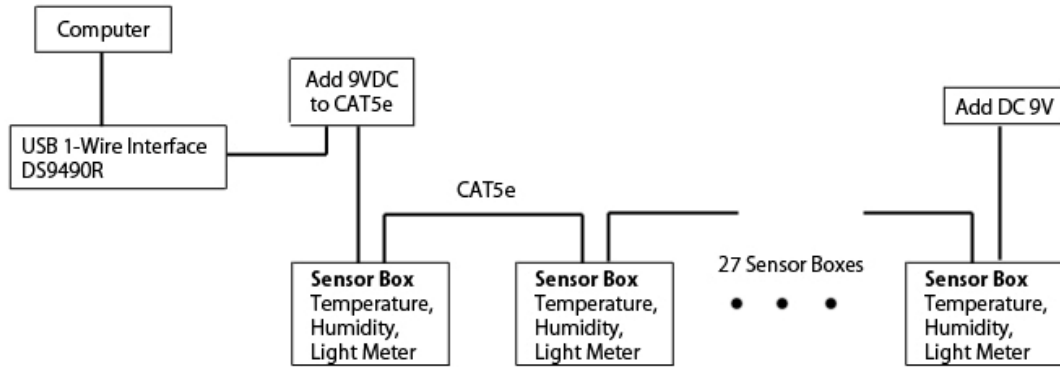 Computer
Add 9VDC
to CAT5e
Add DC 9V
USB 1-Wire Interface
DS9490R
CAT5e
27 Sensor Boxes
Sensor Box
Temperature,
Humidity,
Light Meter
Sensor Box
Temperature,
Humidity,
Light Meter
Sensor Box
Temperature,
Humidity,
Light Meter